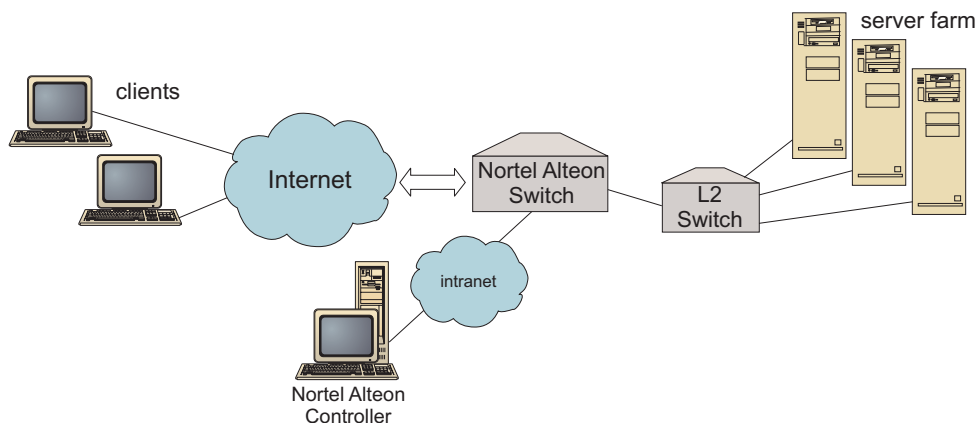 server farm
clients
Internet
Nortel Alteon
Switch
L2
Switch
intranet
Nortel Alteon
Controller